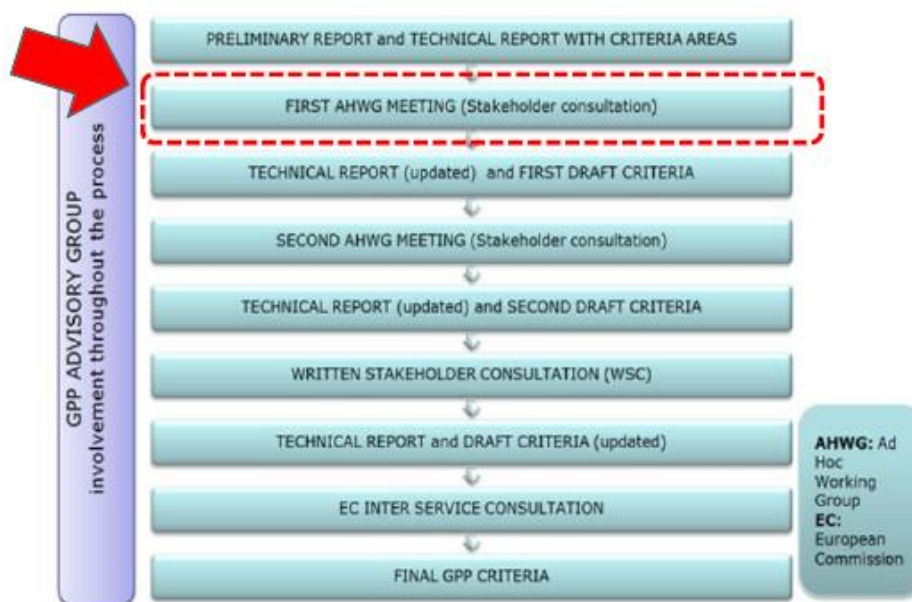 GPP ADVISORY GROUP
involvement throughout the process
PRELIMINARY REPORT and TECHNICAL REPORT WITH CRITERIA AREAS
FIRST AHWG MEETING (Stakeholder consultation)
TECHNICAL REPORT (updated) and FIRST DRAFT CRITERIA
SECOND AHWG MEETING (Stakeholder consultation)
TECHNICAL REPORT (updated) and SECOND DRAFT CRITERIA
WRITTEN STAKEHOLDER CONSULTATION (WSC)
TECHNICAL REPORT and DRAFT CRITERIA (updated)
EC INTER SERVICE CONSULTATION
FINAL GPP CRITERIA
AHWG: Ad
Hoc
Working
Group
EC:
European
Commission